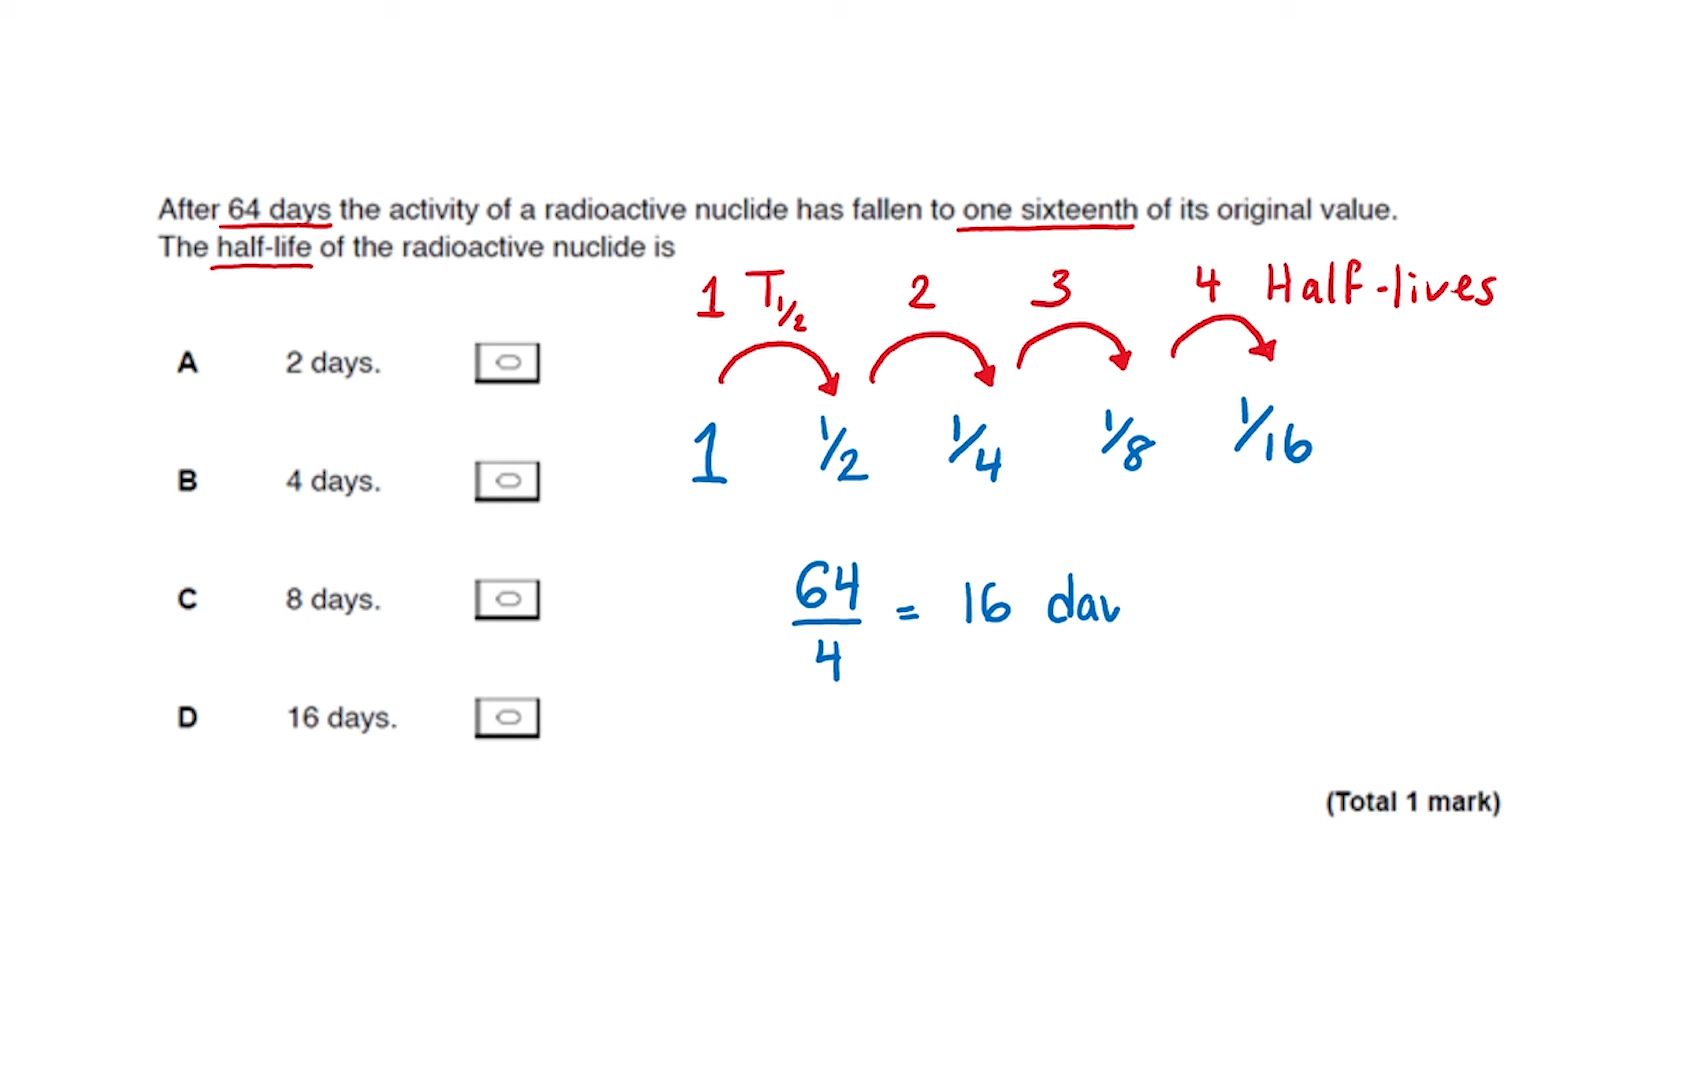 After 64 days the activity of a radioactive nuclide has fallen to one sixteenth of its original value.
The half-life of the radioactive nuclide is
1 T1/2 2 3 4 Half-lives
A 2 days.
1 1/2 1/4 1/8 1/16
B 4 days.
C 8 days.
64/4 = 16 day
D 16 days.
(Total 1 mark)